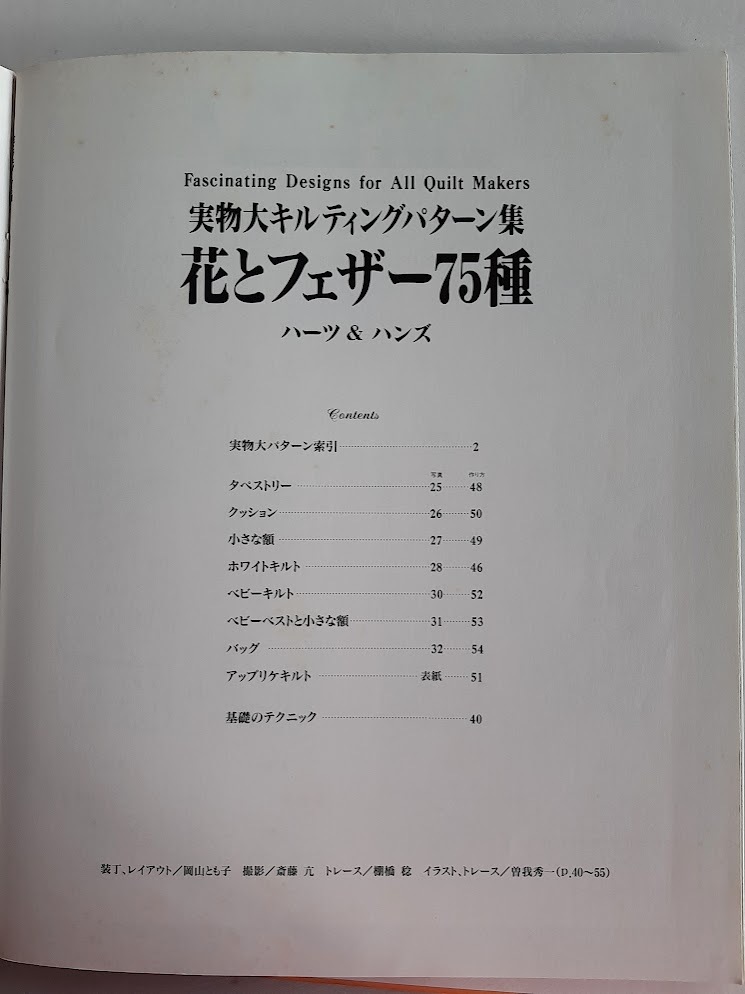 Fascinating Designs for All Quilt Makers
実物大キルティングパターン集
花とフェザー75種
ハーツ & ハンズ
Contents
実物大パターン索引……2
写真 作り方
タペストリー……25……48
クッション……26……50
小さな額……27……49
ホワイトキルト……28……46
ベビーキルト……30……52
ベビーベストと小さな額……31……53
バッグ……32……54
アップリケキルト……表紙……51
基礎のテクニック……40
装丁、レイアウト/岡山とも子 撮影/斎藤 亢 トレース/棚橋 稔 イラスト、トレース/曽我秀一(p.40〜55)